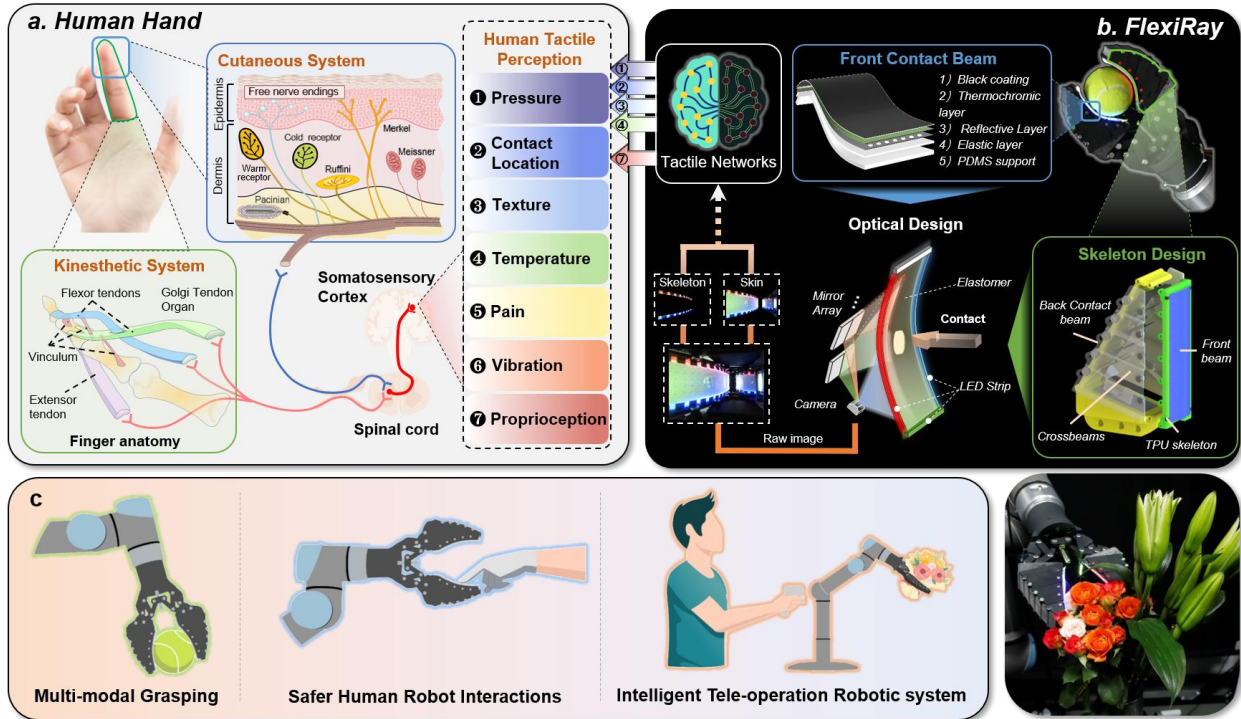 a. Human Hand
Cutaneous System
Epidermis
Dermis
Free nerve endings
Cold receptor
Merkel
Meissner
Warm
receptor
Ruffini
Pacinian
Kinesthetic System
Flexor tendons
Golgi Tendon
Organ
Vinculum
Extensor
tendon
Finger anatomy
Somatosensory
Cortex
Spinal cord
Human Tactile
Perception
❶ Pressure
❷ Contact
Location
❸ Texture
❹ Temperature
❺ Pain
❻ Vibration
❼ Proprioception
b. FlexiRay
①
②
③
④
⑦
Tactile Networks
Front Contact Beam
1) Black coating
2) Thermochromic
layer
3) Reflective Layer
4) Elastic layer
5) PDMS support
Skeleton
Skin
Raw image
Optical Design
Mirror
Array
Elastomer
Contact
LED Strip
Camera
Skeleton Design
Back Contact
beam
Front
beam
Crossbeams
TPU skeleton
c
Multi-modal Grasping
Safer Human Robot Interactions
Intelligent Tele-operation Robotic system